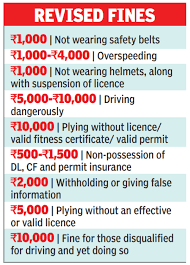 REVISED FINES
₹1,000 | Not wearing safety belts
₹1,000-₹4,000 | Overspeeding
₹1,000 | Not wearing helmets, along
with suspension of licence
₹5,000-₹10,000 | Driving
dangerously
₹10,000 | Plying without licence/
valid fitness certificate/ valid permit
₹500-₹1,500 | Non-possession of
DL, CF and permit insurance
₹2,000 | Withholding or giving false
information
₹5,000 | Plying without an effective
or valid licence
₹10,000 | Fine for those disqualified
for driving and yet doing so